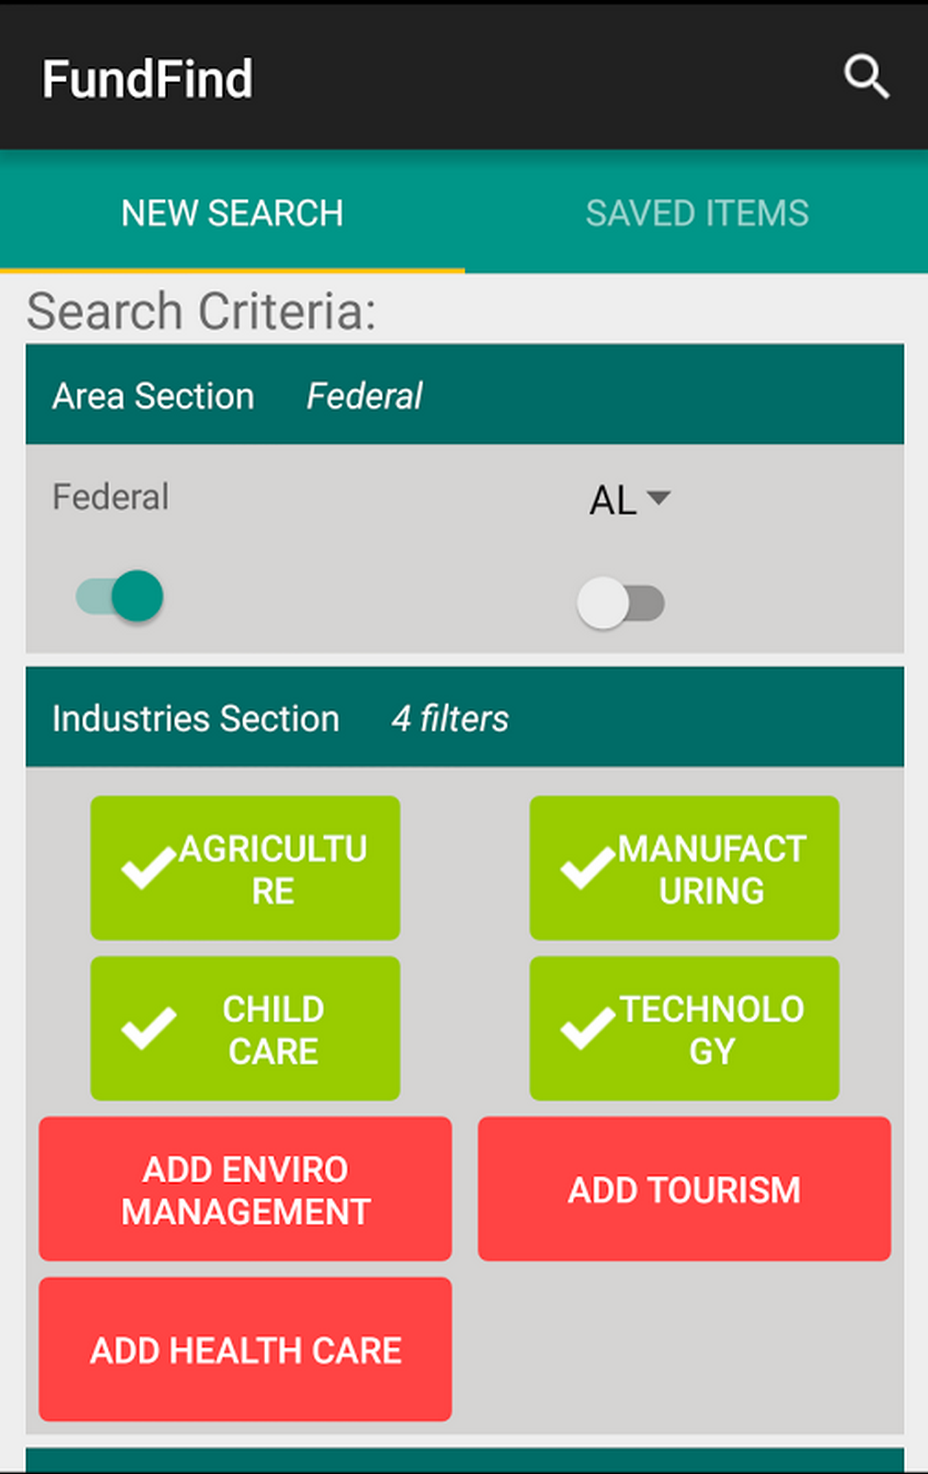 FundFind
NEW SEARCH
SAVED ITEMS
Search Criteria:
Area Section Federal
Federal
AL
Industries Section 4 filters
AGRICULTU
RE
MANUFACT
URING
CHILD
CARE
TECHNOLO
GY
ADD ENVIRO
MANAGEMENT
ADD TOURISM
ADD HEALTH CARE